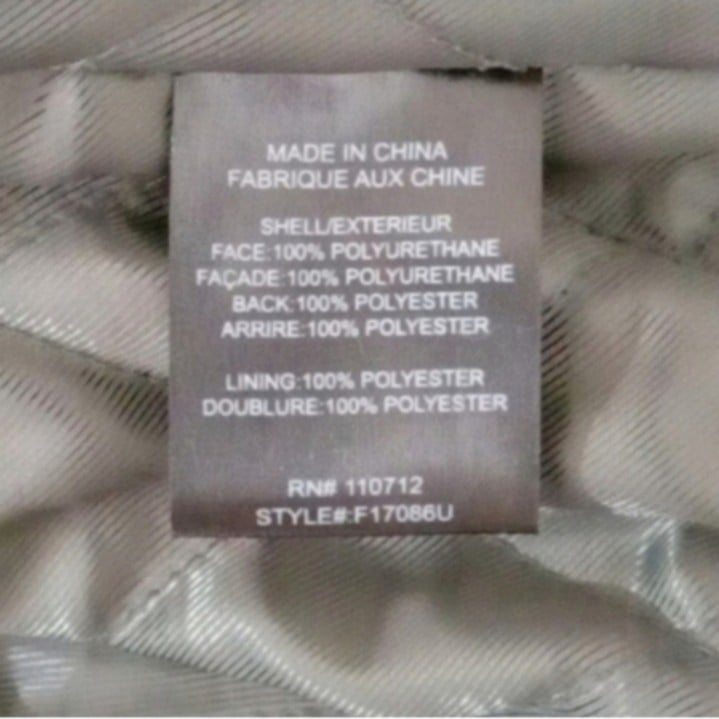 MADE IN CHINA
FABRIQUE AUX CHINE
SHELL/EXTERIEUR
FACE:100% POLYURETHANE
FAÇADE:100% POLYURETHANE
BACK:100% POLYESTER
ARRIRE:100% POLYESTER
LINING:100% POLYESTER
DOUBLURE:100% POLYESTER
RN# 110712
STYLE#:F17086U